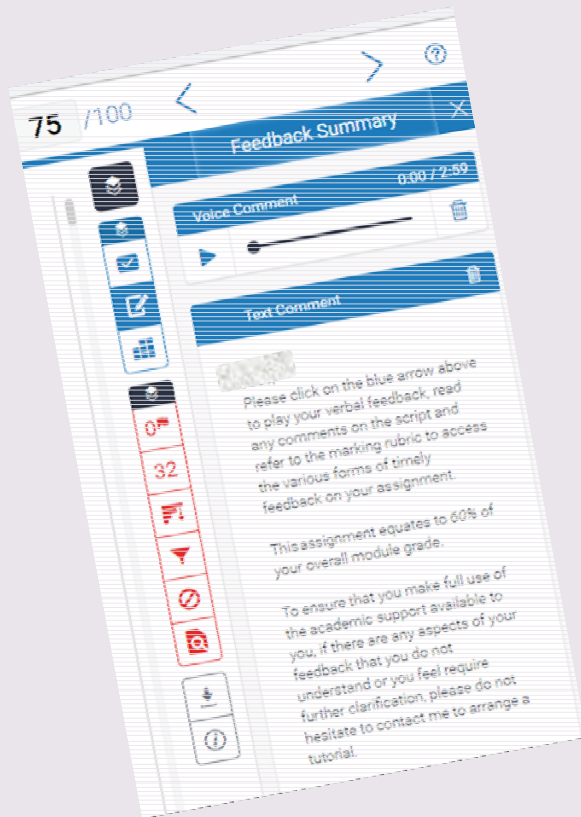 75 /100
Feedback Summary
Voice Comment 0:00 / 2:59
Text Comment
Please click on the blue arrow above
to play your verbal feedback, read
any comments on the script and
refer to the marking rubric to access
the various forms of timely
feedback on your assignment.
This assignment equates to 60% of
your overall module grade.
To ensure that you make full use of
the academic support available to
you, if there are any aspects of your
feedback that you do not
understand or you feel require
further clarification, please do not
hesitate to contact me to arrange a
tutorial.
0
32